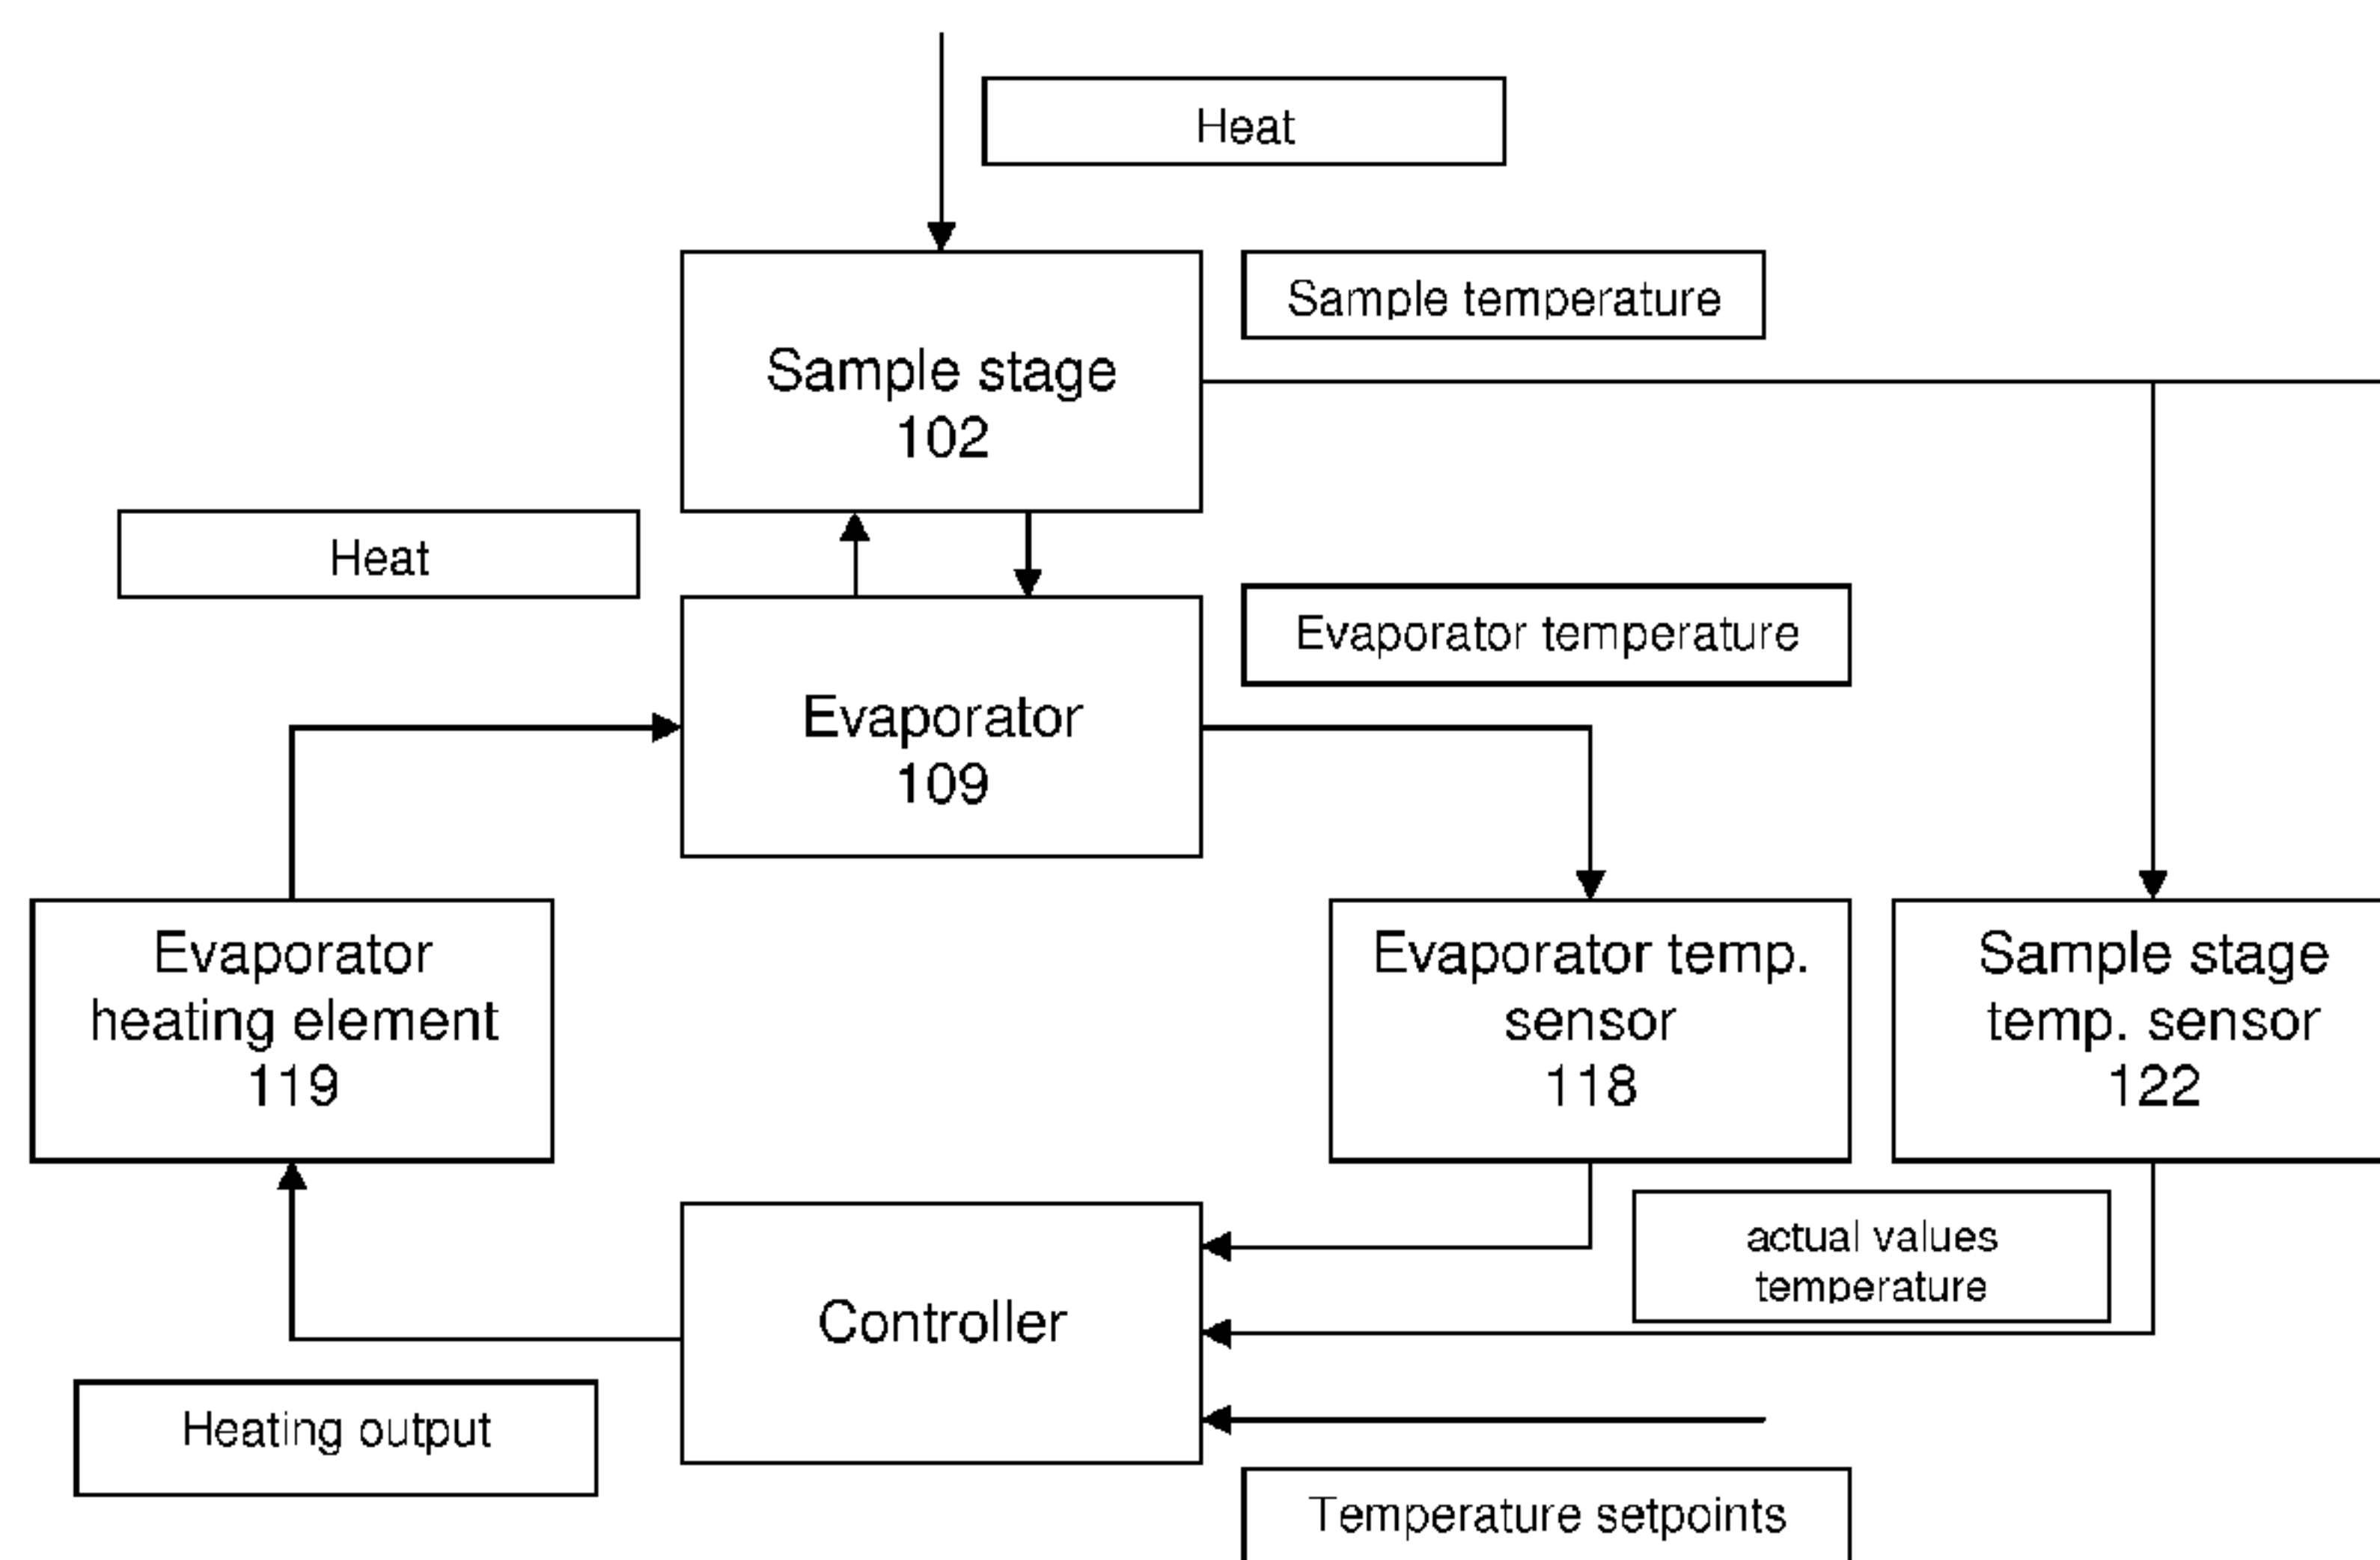 Heat
Sample temperature
Sample stage
102
Heat
Evaporator temperature
Evaporator
109
Evaporator
heating element
119
Evaporator temp.
sensor
118
Sample stage
temp. sensor
122
actual values
temperature
Controller
Heating output
Temperature setpoints